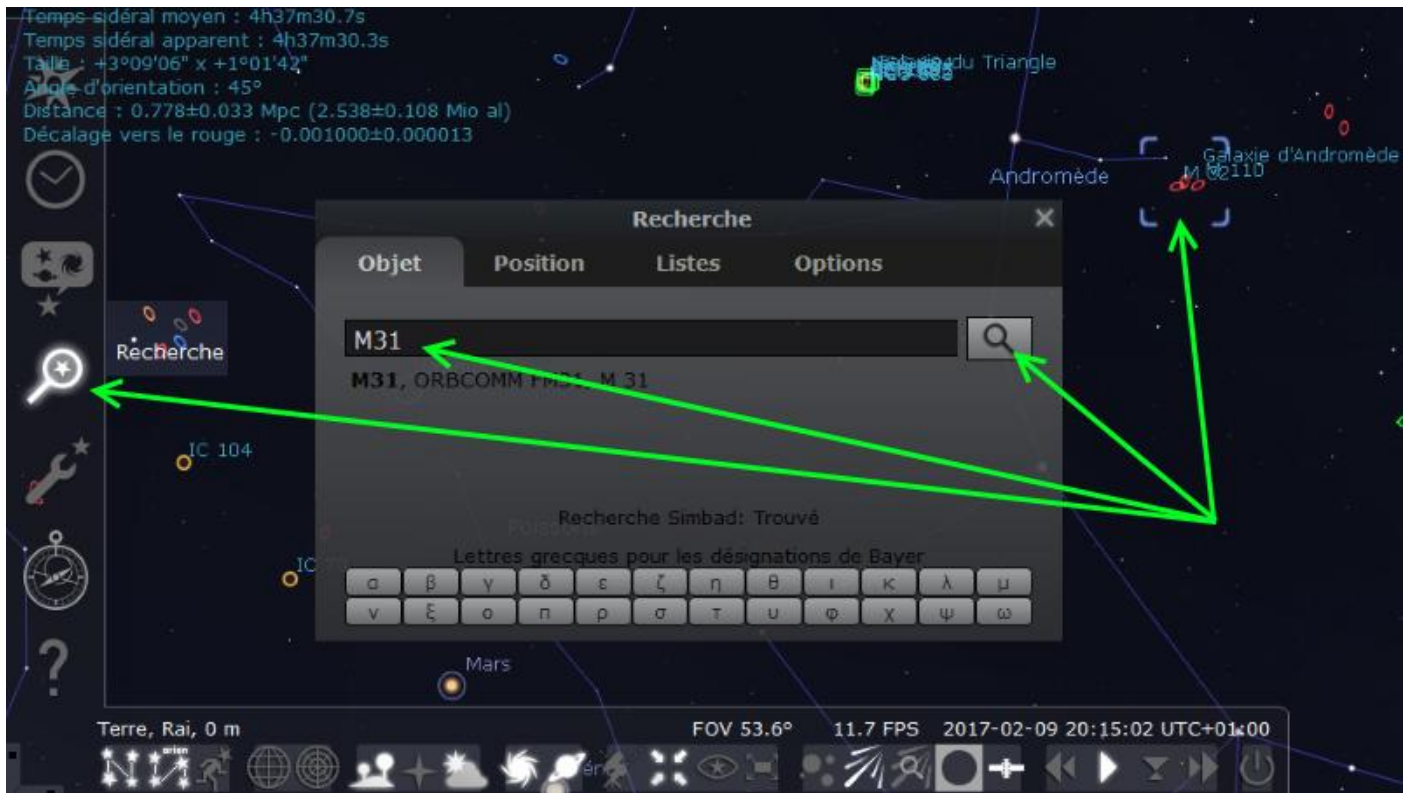 Temps sidéral moyen : 4h37m30.7s
Temps sidéral apparent : 4h37m30.3s
Taille : +3°09'06" x +1°01'42"
Angle d'orientation : 45°
Distance : 0.778±0.033 Mpc (2.538±0.108 Mio al)
Décalage vers le rouge : -0.001000±0.000013
Galaxie du Triangle
Galaxie d'Andromède
M 110
Andromède
Recherche
Objet Position Listes Options
M31
Recherche
M31, ORBCOMM FM31, M 31
IC 104
Recherche Simbad: Trouvé
Lettres grecques pour les désignations de Bayer
IC
α β γ δ ε ζ η θ ι κ λ μ
ν ξ ο π ρ σ τ υ φ χ ψ ω
Mars
Terre, Rai, 0 m FOV 53.6° 11.7 FPS 2017-02-09 20:15:02 UTC+01:00
orion